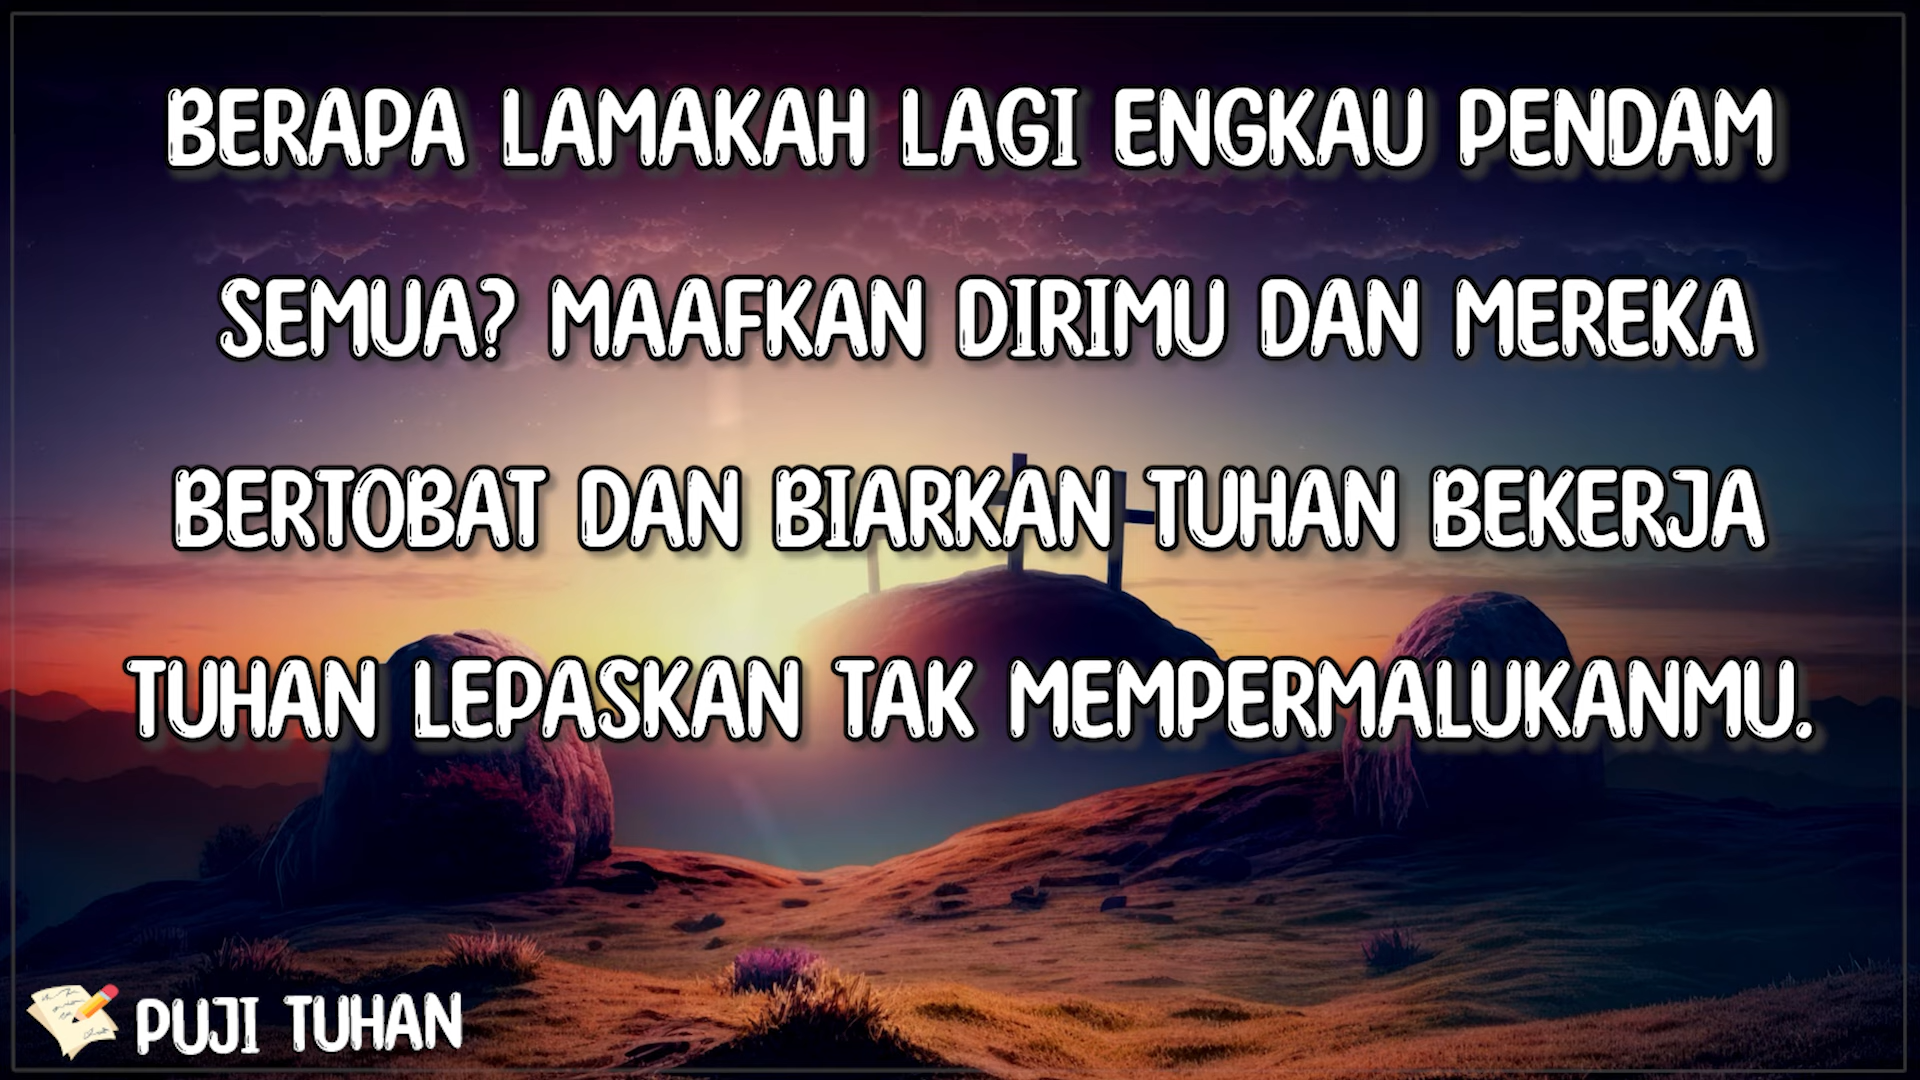 BERAPA LAMAKAH LAGI ENGKAU PENDAM
SEMUA? MAAFKAN DIRIMU DAN MEREKA
BERTOBAT DAN BIARKAN TUHAN BEKERJA
TUHAN LEPASKAN TAK MEMPERMALUKANMU.
PUJI TUHAN